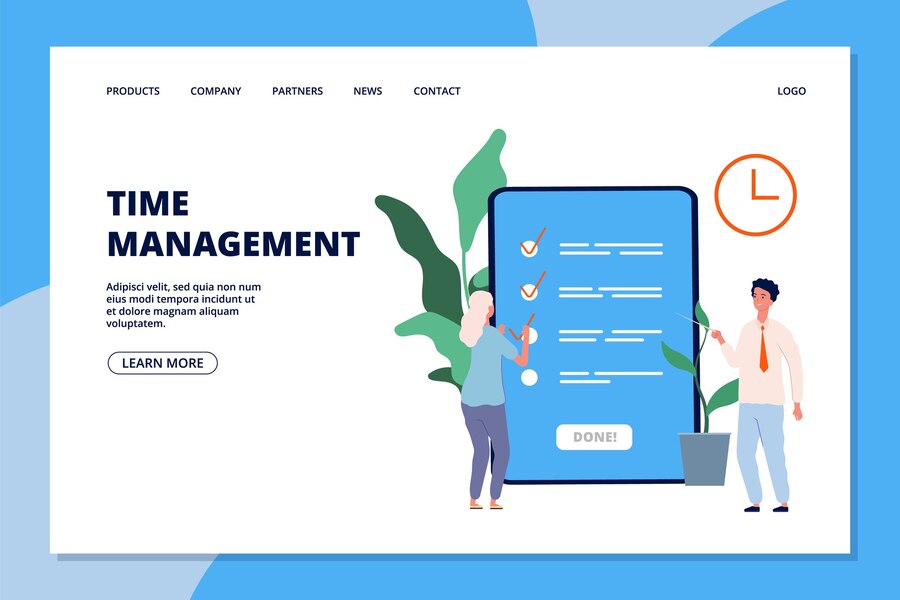 PRODUCTS COMPANY PARTNERS NEWS CONTACT LOGO
TIME
MANAGEMENT
Adipisci velit, sed quia non num
eius modi tempora incidunt ut
et dolore magnam aliquam
voluptatem.
LEARN MORE
DONE!